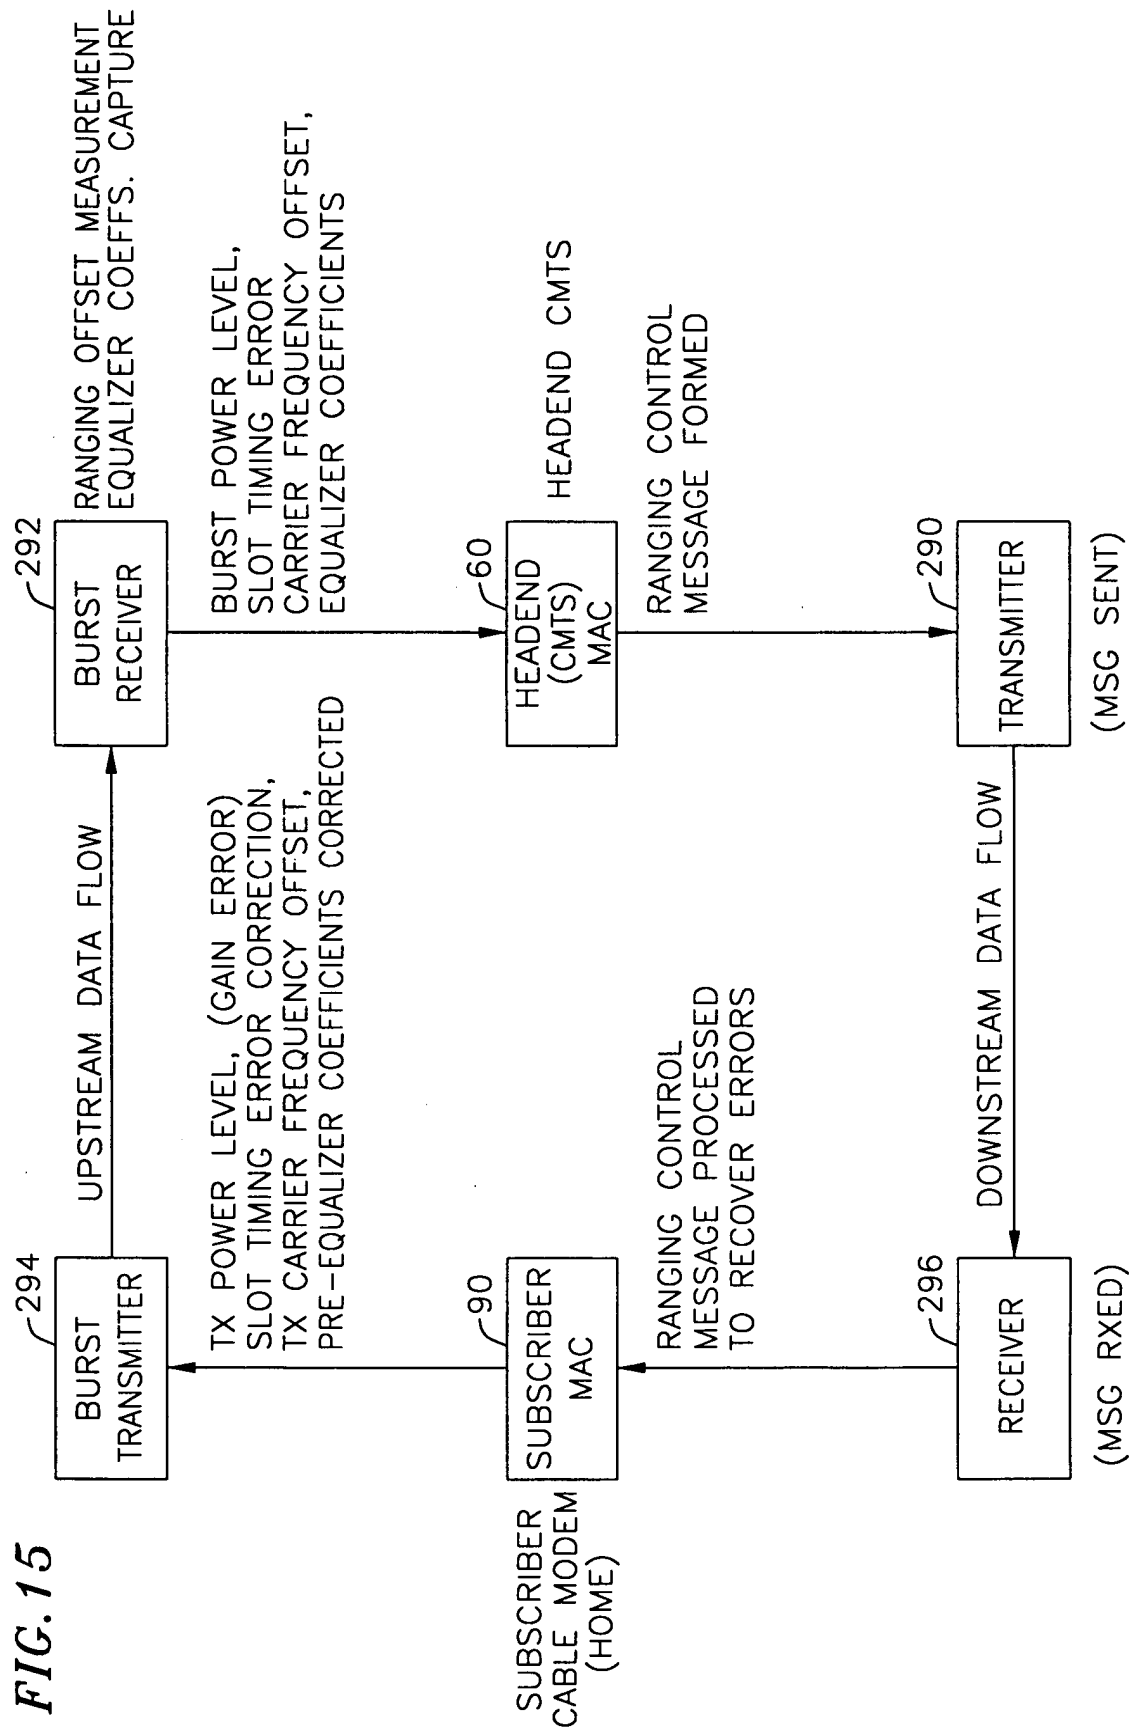 FIG.15
294
BURST
TRANSMITTER
UPSTREAM DATA FLOW
292
BURST
RECEIVER
RANGING OFFSET MEASUREMENT
EQUALIZER COEFFS. CAPTURE
TX POWER LEVEL, (GAIN ERROR)
SLOT TIMING ERROR CORRECTION,
TX CARRIER FREQUENCY OFFSET,
PRE-EQUALIZER COEFFICIENTS CORRECTED
BURST POWER LEVEL,
SLOT TIMING ERROR
CARRIER FREQUENCY OFFSET,
EQUALIZER COEFFICIENTS
SUBSCRIBER
CABLE MODEM
(HOME)
90
SUBSCRIBER
MAC
60
HEADEND
(CMTS)
MAC
HEADEND CMTS
RANGING CONTROL
MESSAGE PROCESSED
TO RECOVER ERRORS
RANGING CONTROL
MESSAGE FORMED
296
RECEIVER
(MSG RXED)
DOWNSTREAM DATA FLOW
290
TRANSMITTER
(MSG SENT)